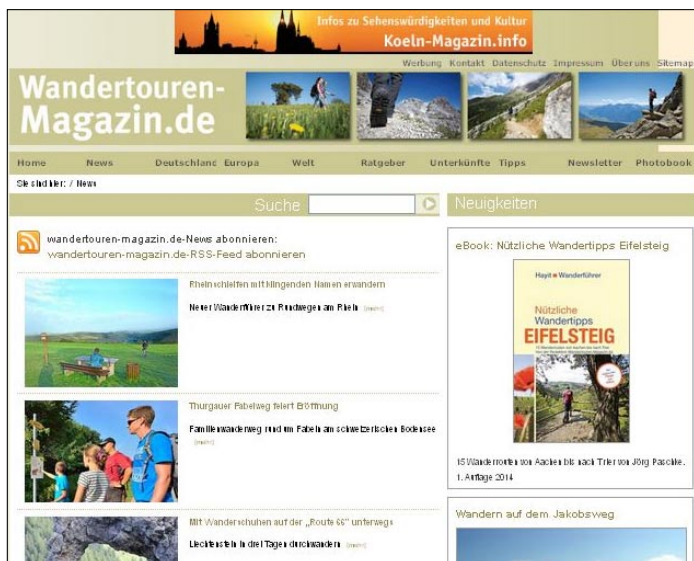 Infos zu Sehenswürdigkeiten und Kultur
Koeln-Magazin.info
Werbung Kontakt Datenschutz Impressum Über uns Sitemap
Wandertouren-
Magazin.de
Home News Deutschland Europa Welt Ratgeber Unterkünfte Tipps Newsletter Photobook
Sie sind hier: / News
Suche
Neuigkeiten
wandertouren-magazin.de-News abonnieren:
wandertouren-magazin.de-RSS-Feed abonnieren
Rheinschleifen mit klingenden Namen erwandern
Neuer Wanderführer zu Rundwegen am Rhein [mehr]
Thurgauer Fabelweg feiert Eröffnung
Familienwanderweg rund um Fabeln am schweizerischen Bodensee
[mehr]
Mit Wanderschuhen auf der „Route 66“ unterwegs
Liechtenstein in drei Tagen durchwandern [mehr]
eBook: Nützliche Wandertipps Eifelsteig
Hayit Wanderführer
Nützliche
Wandertipps
EIFELSTEIG
15 Wanderrouten von Aachen bis nach Trier von Jörg Paschke.
1. Auflage 2014
Wandern auf dem Jakobsweg